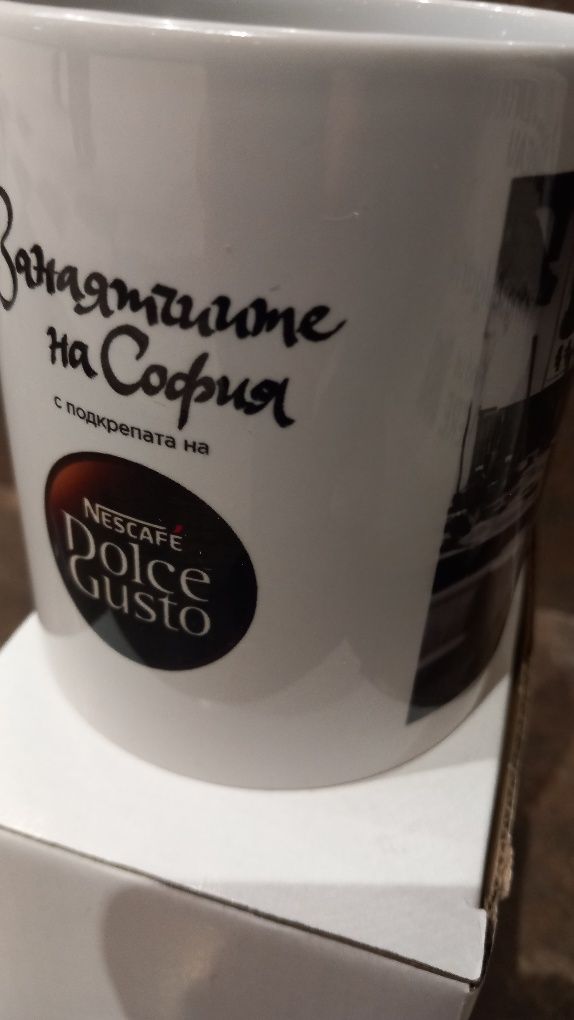 Занаятчиите
на София
с подкрепата на
NESCAFÉ
Dolce
Gusto